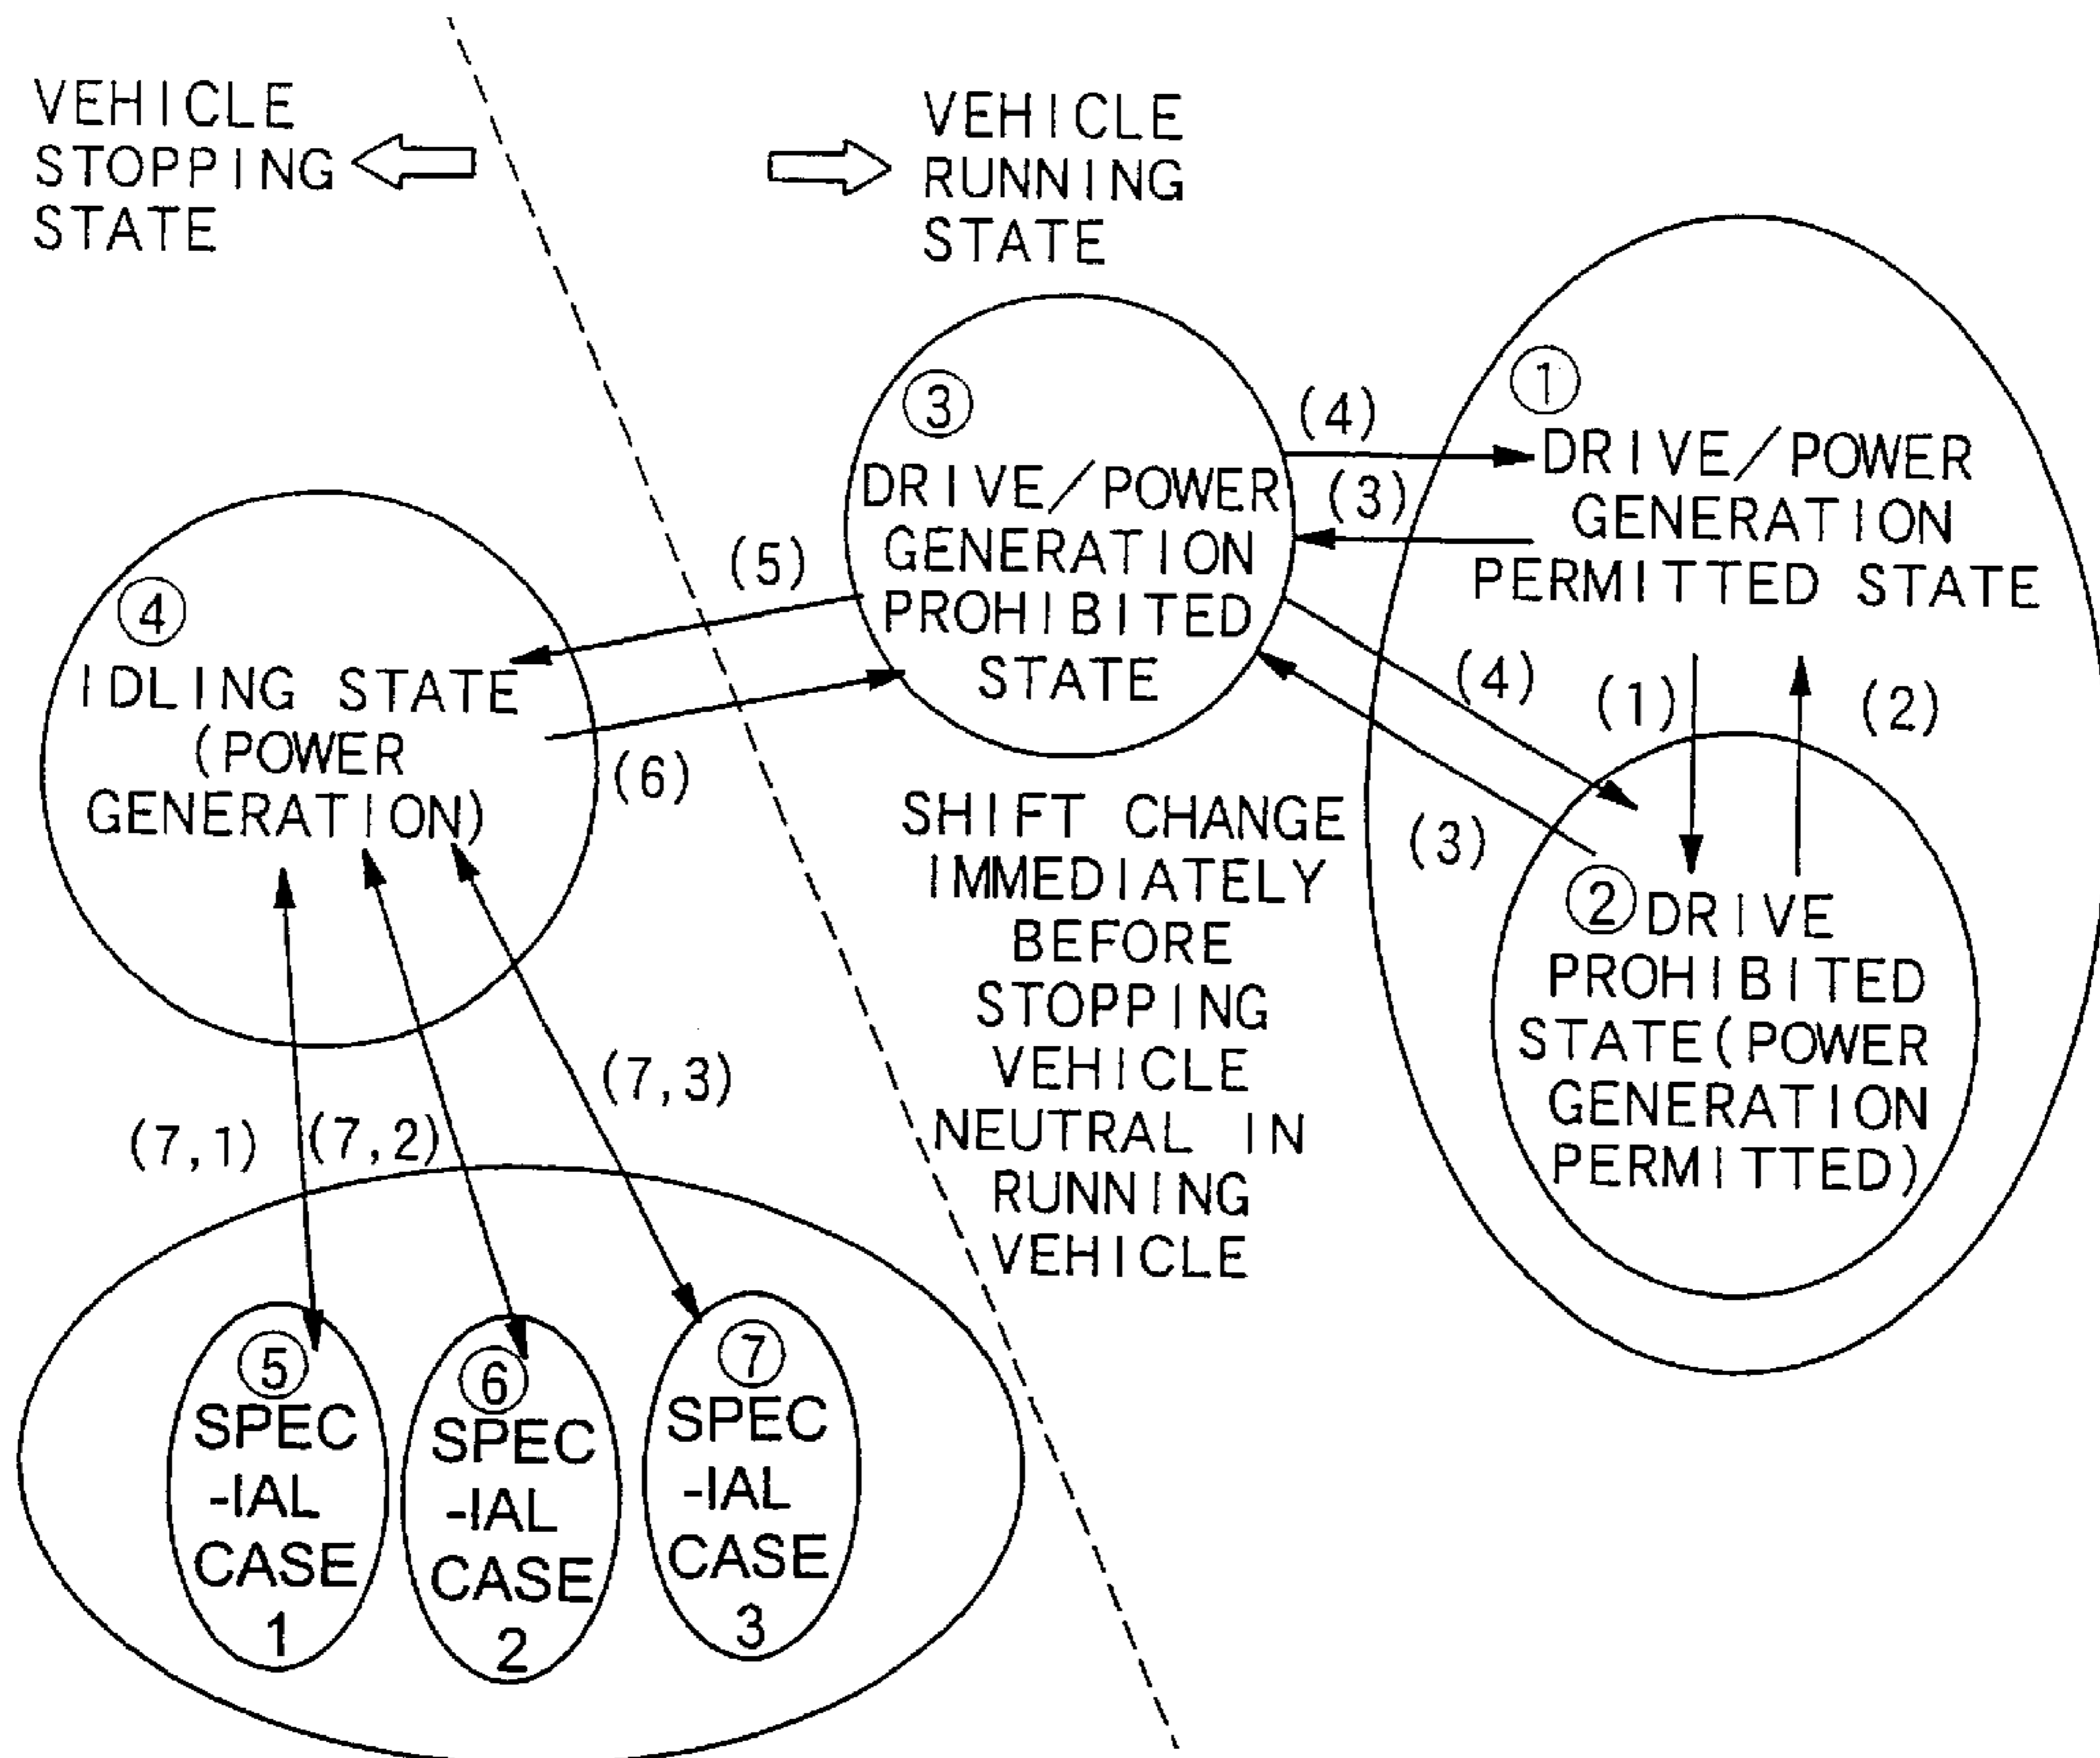 VEHICLE
STOPPING
STATE
VEHICLE
RUNNING
STATE
①
DRIVE/POWER
GENERATION
PERMITTED STATE
(4)
(3)
③
DRIVE/POWER
GENERATION
PROHIBITED
STATE
(5)
(6)
④
IDLING STATE
(POWER
GENERATION)
(4)
(3)
(1)
(2)
② DRIVE
PROHIBITED
STATE(POWER
GENERATION
PERMITTED)
SHIFT CHANGE
IMMEDIATELY
BEFORE
STOPPING
VEHICLE
NEUTRAL IN
RUNNING
VEHICLE
(7,1)
(7,2)
(7,3)
⑤
SPEC
-IAL
CASE
1
⑥
SPEC
-IAL
CASE
2
⑦
SPEC
-IAL
CASE
3